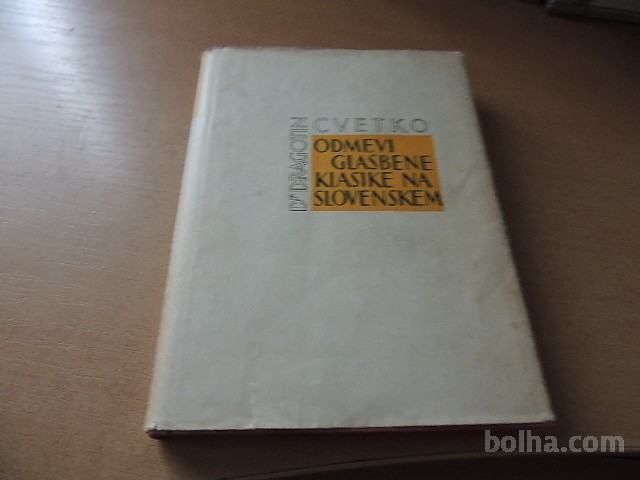 Dr DRAGOTIN
CVETKO
ODMEVI
GLASBENE
KLASIKE NA
SLOVENSKEM
bolha.com